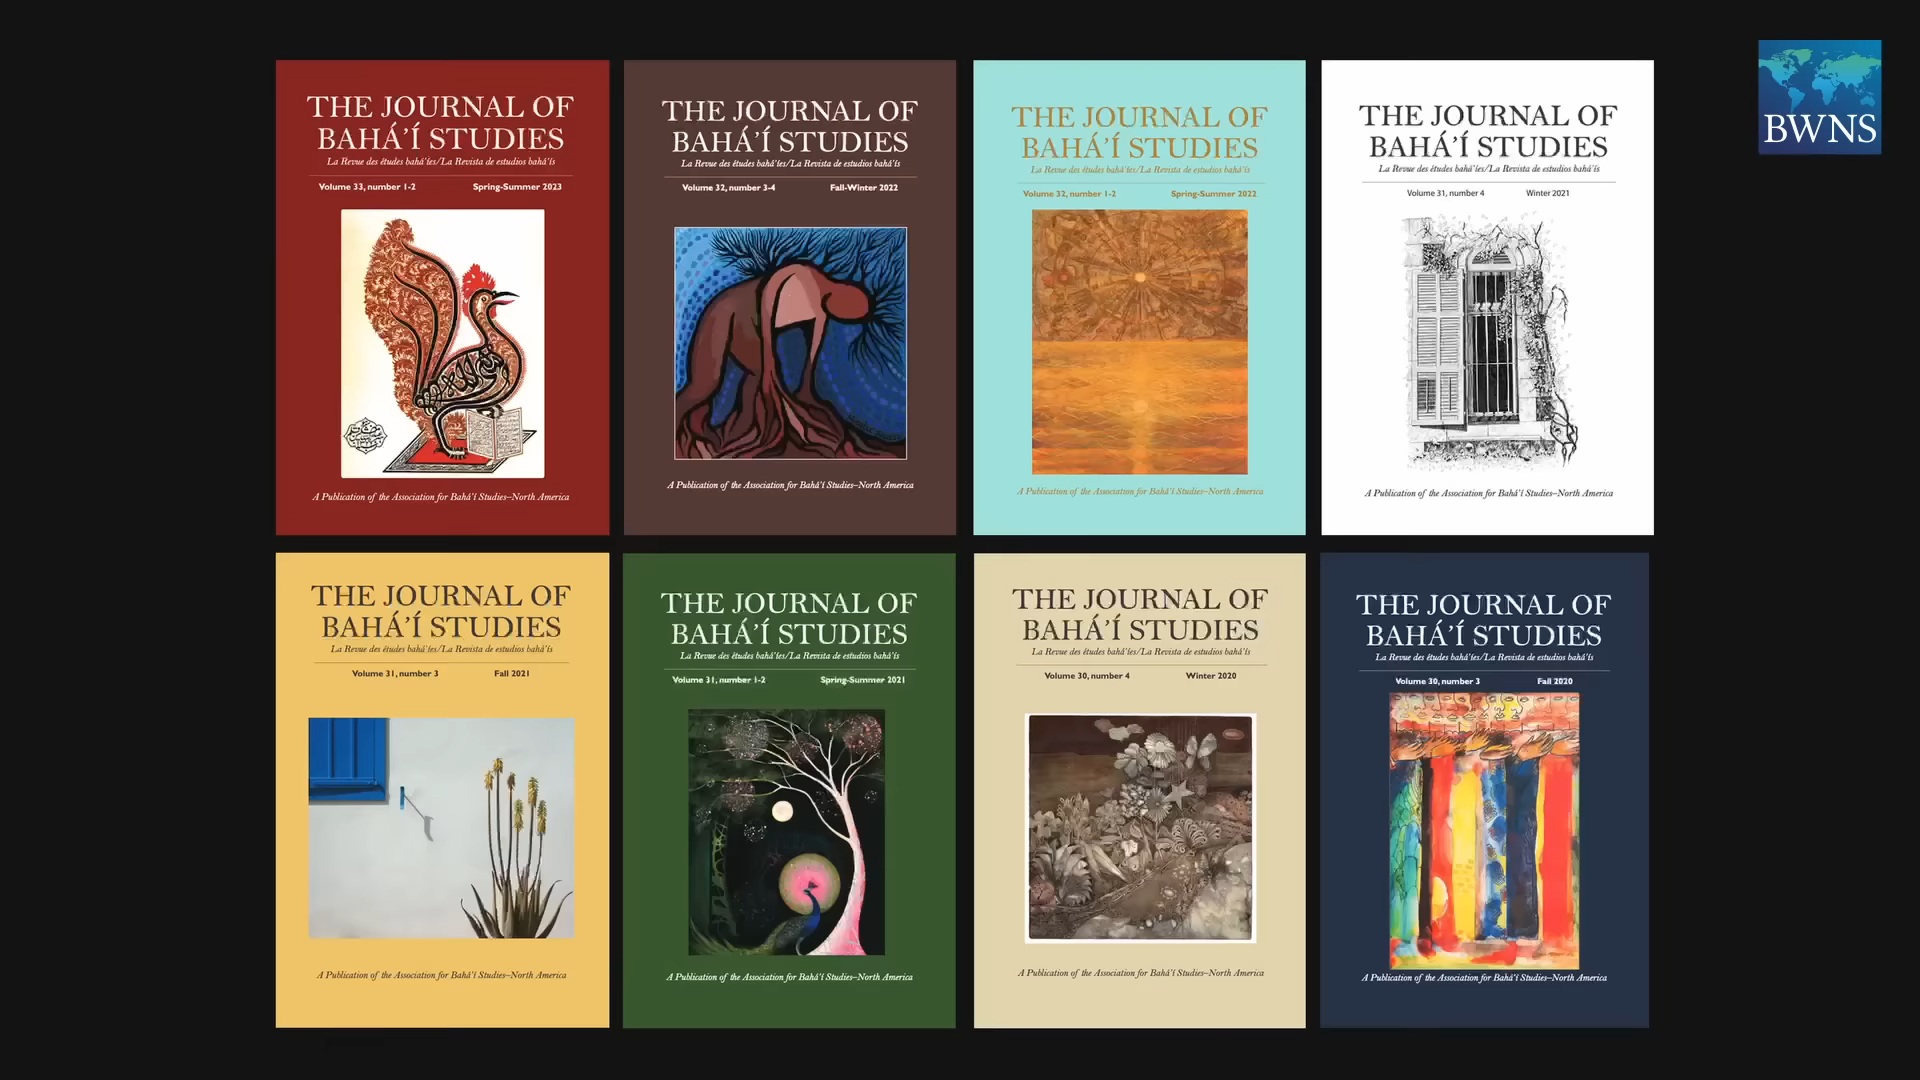 THE JOURNAL OF
BAHÁ’Í STUDIES
La Revue des études bahá’íes/La Revista de estudios bahá’ís
Volume 33, number 1-2 Spring-Summer 2023
A Publication of the Association for Bahá’í Studies–North America
THE JOURNAL OF
BAHÁ’Í STUDIES
La Revue des études bahá’íes/La Revista de estudios bahá’ís
Volume 32, number 3-4 Fall-Winter 2022
A Publication of the Association for Bahá’í Studies–North America
THE JOURNAL OF
BAHÁ’Í STUDIES
La Revue des études bahá’íes/La Revista de estudios bahá’ís
Volume 32, number 1-2 Spring-Summer 2022
A Publication of the Association for Bahá’í Studies–North America
THE JOURNAL OF
BAHÁ’Í STUDIES
La Revue des études bahá’íes/La Revista de estudios bahá’ís
Volume 31, number 4 Winter 2021
A Publication of the Association for Bahá’í Studies–North America
BWNS
THE JOURNAL OF
BAHÁ’Í STUDIES
La Revue des études bahá’íes/La Revista de estudios bahá’ís
Volume 31, number 3 Fall 2021
A Publication of the Association for Bahá’í Studies–North America
THE JOURNAL OF
BAHÁ’Í STUDIES
La Revue des études bahá’íes/La Revista de estudios bahá’ís
Volume 31, number 1-2 Spring-Summer 2021
A Publication of the Association for Bahá’í Studies–North America
THE JOURNAL OF
BAHÁ’Í STUDIES
La Revue des études bahá’íes/La Revista de estudios bahá’ís
Volume 30, number 4 Winter 2020
A Publication of the Association for Bahá’í Studies–North America
THE JOURNAL OF
BAHÁ’Í STUDIES
La Revue des études bahá’íes/La Revista de estudios bahá’ís
Volume 30, number 3 Fall 2020
A Publication of the Association for Bahá’í Studies–North America